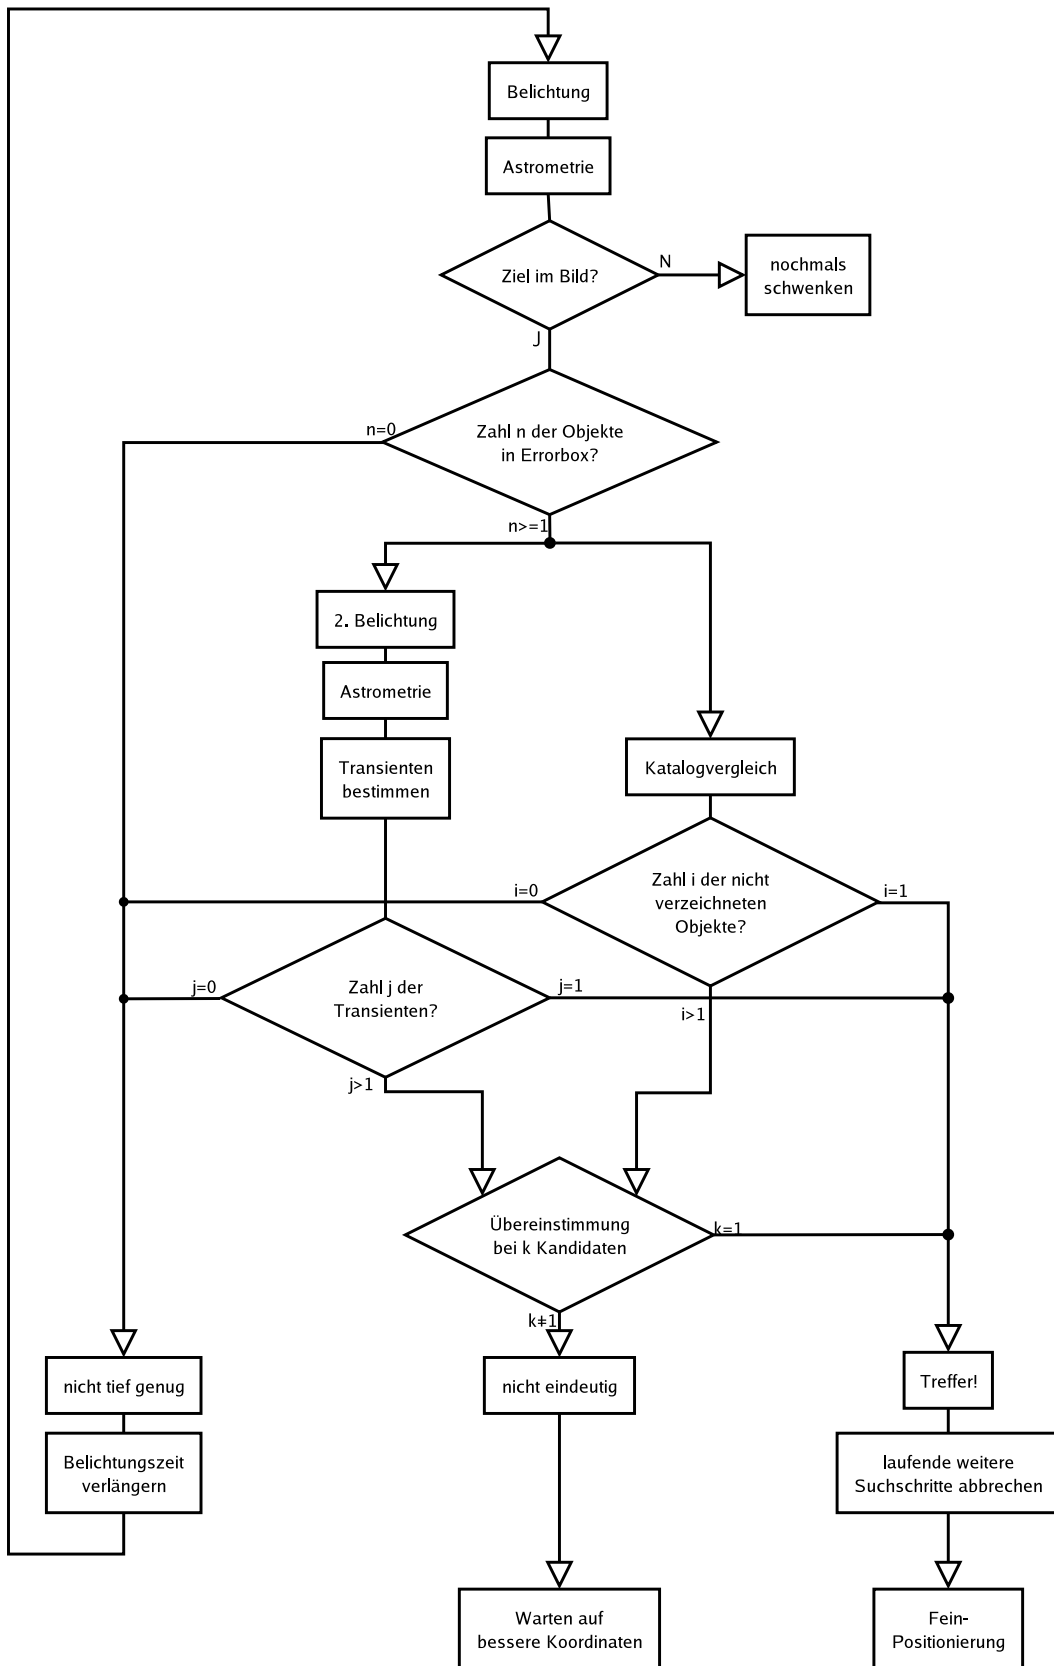 Belichtung
Astrometrie
Ziel im Bild?
N
nochmals
schwenken
J
Zahl n der Objekte
in Errorbox?
n=0
n>=1
2. Belichtung
Astrometrie
Transienten
bestimmen
Katalogvergleich
Zahl i der nicht
verzeichneten
Objekte?
i=0
i=1
i>1
Zahl j der
Transienten?
j=0
j=1
j>1
Übereinstimmung
bei k Kandidaten
k=1
k≠1
nicht tief genug
Belichtungszeit
verlängern
nicht eindeutig
Warten auf
bessere Koordinaten
Treffer!
laufende weitere
Suchschritte abbrechen
Fein-
Positionierung